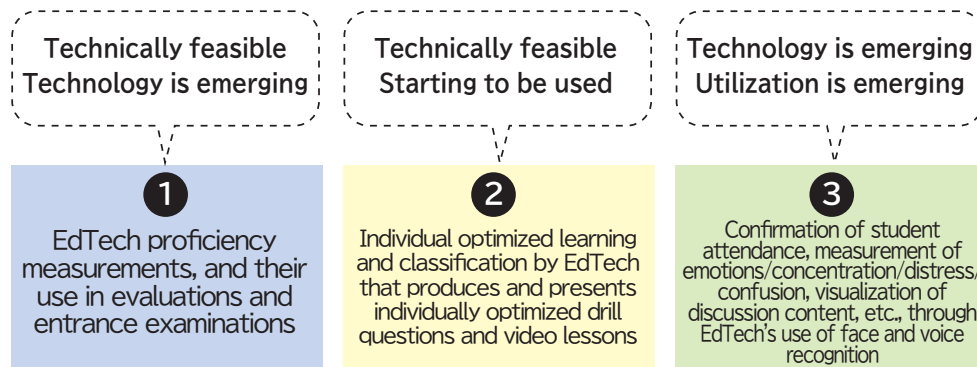 Technically feasible
Technology is emerging
Technically feasible
Starting to be used
Technology is emerging
Utilization is emerging
1
EdTech proficiency
measurements, and their
use in evaluations and
entrance examinations
2
Individual optimized learning
and classification by EdTech
that produces and presents
individually optimized drill
questions and video lessons
3
Confirmation of student
attendance, measurement of
emotions/concentration/distress/
confusion, visualization of
discussion content, etc., through
EdTech's use of face and voice
recognition